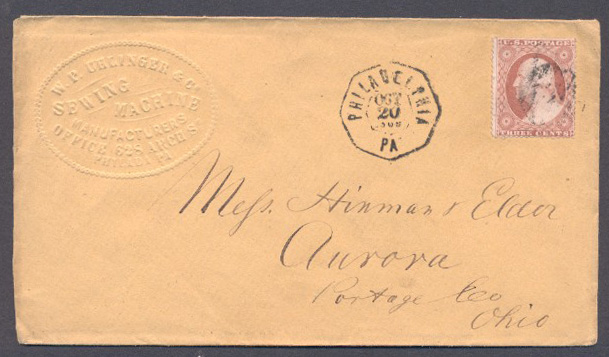 W.P. UHLINGER & Co
SEWING
MACHINE
MANUFACTURERS
OFFICE 628 ARCH St
PHILADA PA.
PHILADELPHIA
OCT
20
PA
U.S. POSTAGE
THREE CENTS
Mess. Hinman & Elder
Aurora
Portage Co
Ohio